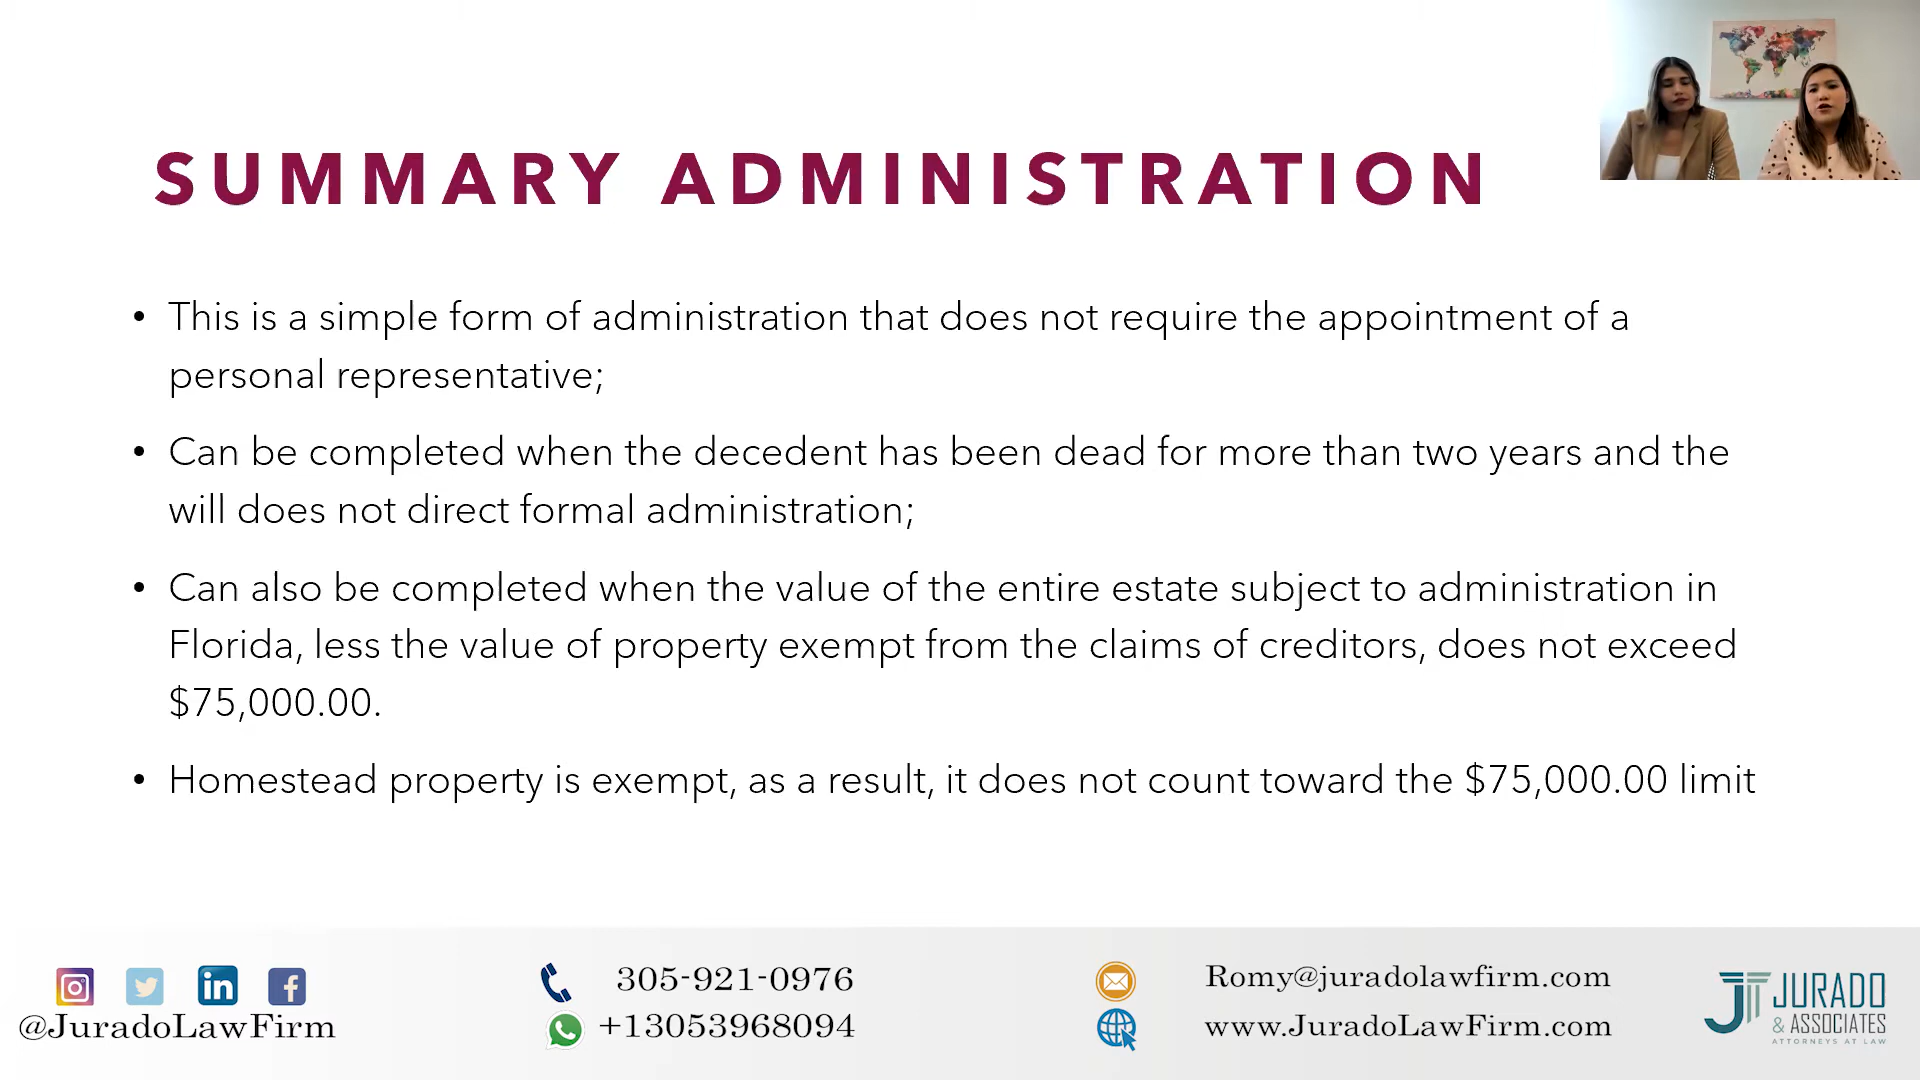 SUMMARY ADMINISTRATION
• This is a simple form of administration that does not require the appointment of a
personal representative;
• Can be completed when the decedent has been dead for more than two years and the
will does not direct formal administration;
• Can also be completed when the value of the entire estate subject to administration in
Florida, less the value of property exempt from the claims of creditors, does not exceed
$75,000.00.
• Homestead property is exempt, as a result, it does not count toward the $75,000.00 limit
@JuradoLawFirm
305-921-0976
+13053968094
Romy@juradolawfirm.com
www.JuradoLawFirm.com
JURADO
& ASSOCIATES
ATTORNEYS AT LAW